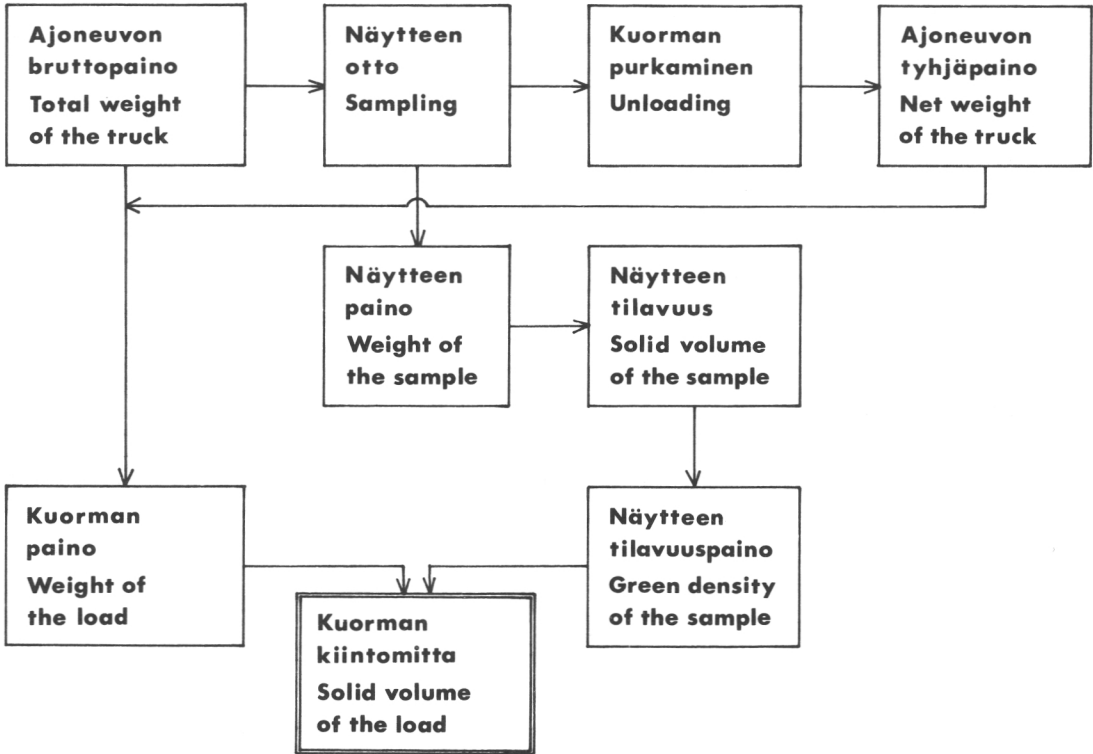 Ajoneuvon
bruttopaino
Total weight
of the truck
Näytteen
otto
Sampling
Kuorman
purkaminen
Unloading
Ajoneuvon
tyhjäpaino
Net weight
of the truck
Näytteen
paino
Weight of
the sample
Näytteen
tilavuus
Solid volume
of the sample
Kuorman
paino
Weight of
the load
Näytteen
tilavuuspaino
Green density
of the sample
Kuorman
kiintomitta
Solid volume
of the load